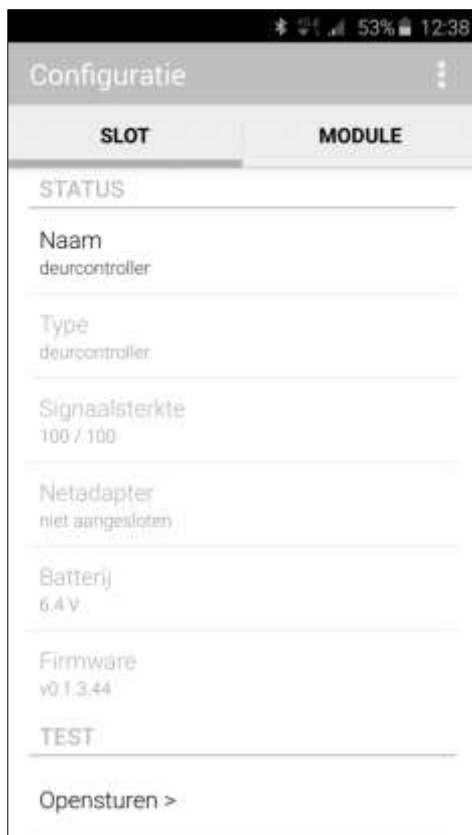 53% 12:38
Configuratie
SLOT MODULE
STATUS
Naam
deurcontroller
Type
deurcontroller
Signaalsterkte
100 / 100
Netadapter
niet aangesloten
Batterij
6.4 V
Firmware
v0.1.3.44
TEST
Opensturen >